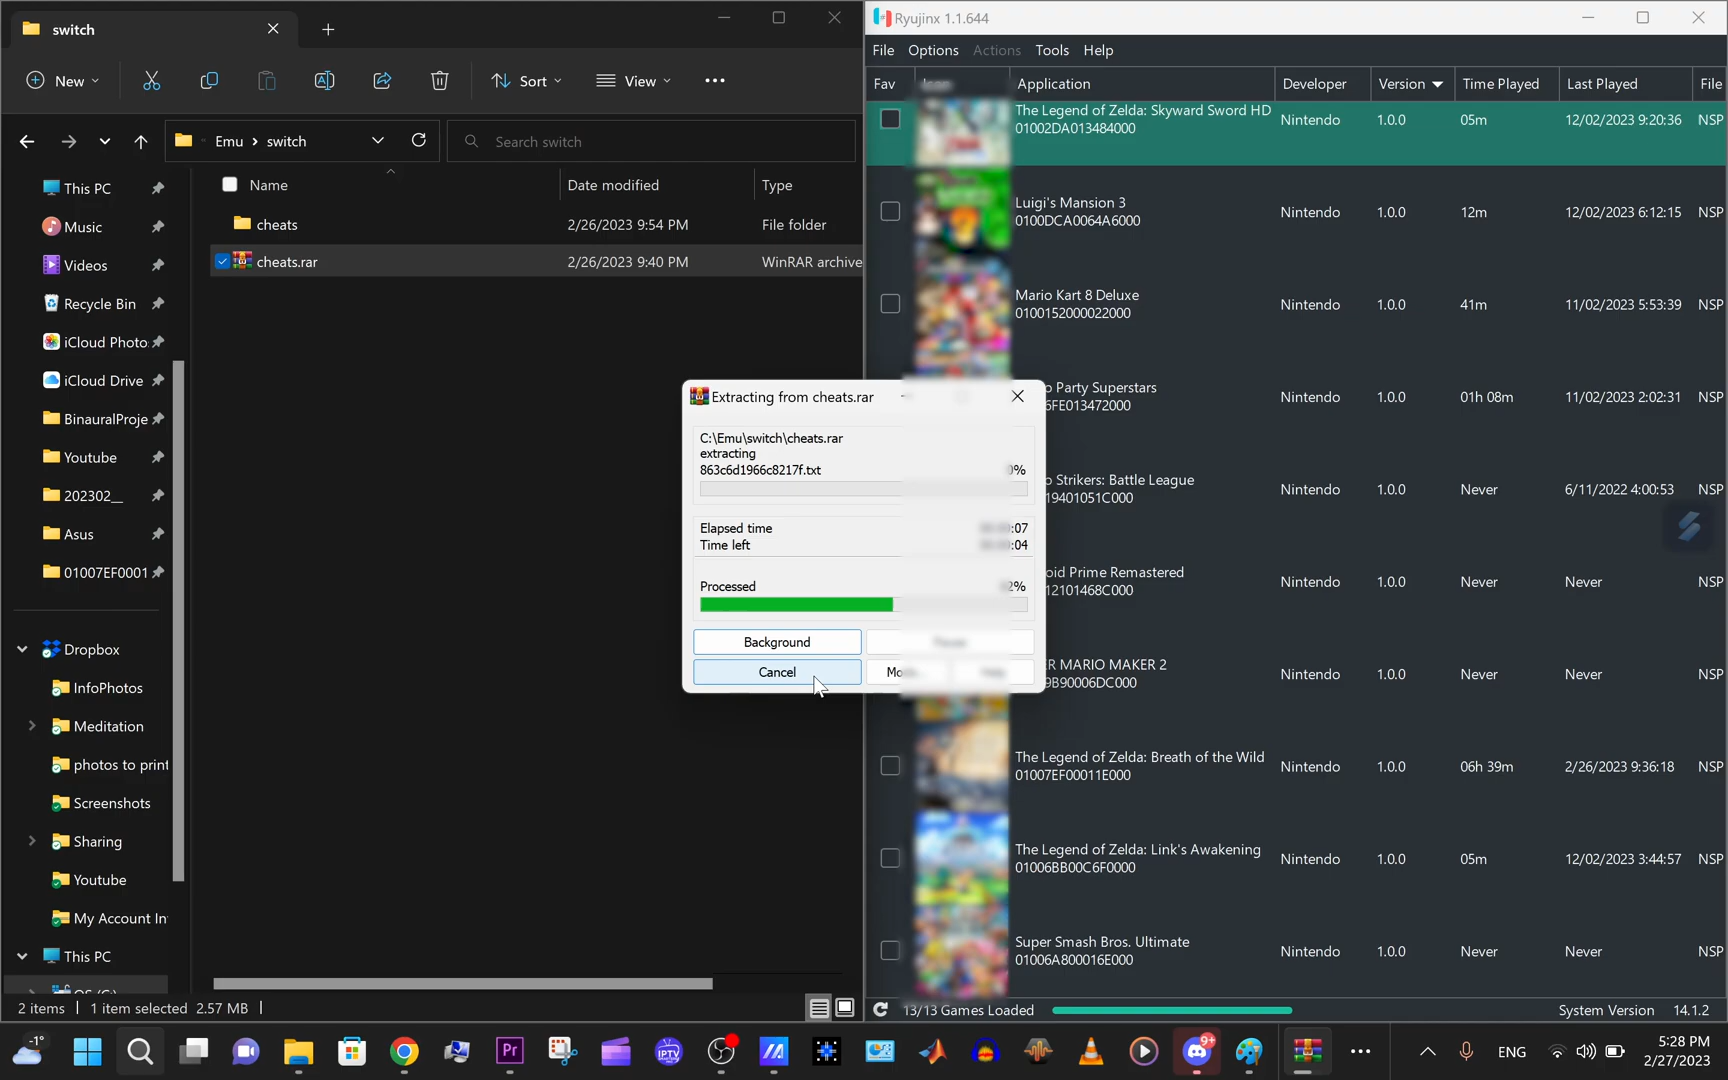 switch
New
Sort
View
Emu > switch
Search switch
This PC
Music
Videos
Recycle Bin
iCloud Photo
iCloud Drive
BinauralProje
Youtube
202302__
Asus
01007EF0001
Dropbox
InfoPhotos
Meditation
photos to print
Screenshots
Sharing
Youtube
My Account In
This PC
Name Date modified Type
cheats 2/26/2023 9:54 PM File folder
cheats.rar 2/26/2023 9:40 PM WinRAR archive
2 items 1 item selected 2.57 MB
Ryujinx 1.1.644
File Options Actions Tools Help
Fav Application Developer Version Time Played Last Played File
The Legend of Zelda: Skyward Sword HD
01002DA013484000
Nintendo 1.0.0 05m 12/02/2023 9:20:36 NSP
Luigi's Mansion 3
0100DCA0064A6000
Nintendo 1.0.0 12m 12/02/2023 6:12:15 NSP
Mario Kart 8 Deluxe
0100152000022000
Nintendo 1.0.0 41m 11/02/2023 5:53:39 NSP
o Party Superstars
6FE013472000
Nintendo 1.0.0 01h 08m 11/02/2023 2:02:31 NSP
o Strikers: Battle League
19401051C000
Nintendo 1.0.0 Never 6/11/2022 4:00:53 NSP
oid Prime Remastered
12101468C000
Nintendo 1.0.0 Never Never NSP
R MARIO MAKER 2
9B90006DC000
Nintendo 1.0.0 Never Never NSP
The Legend of Zelda: Breath of the Wild
01007EF00011E000
Nintendo 1.0.0 06h 39m 2/26/2023 9:36:18 NSP
The Legend of Zelda: Link's Awakening
01006BB00C6F0000
Nintendo 1.0.0 05m 12/02/2023 3:44:57 NSP
Super Smash Bros. Ultimate
01006A800016E000
Nintendo 1.0.0 Never Never NSP
13/13 Games Loaded System Version 14.1.2
Extracting from cheats.rar
C:\Emu\switch\cheats.rar
extracting
863c6d1966c8217f.txt 0%
Elapsed time :07
Time left :04
Processed 2%
Background
Cancel
-1°
Pr
IPTV
9+
ENG
5:28 PM
2/27/2023